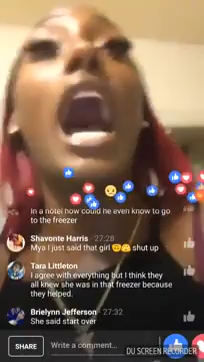 In a hotel how could he even know to go
to the freezer
Shavonte Harris · 27:28
Mya I just said that girl 😇🤗 shut up
Tara Littleton
I agree with everything but I think they
all knew she was in that freezer because
they helped.
Brielynn Jefferson · 27:32
She said start over
SHARE
Write a comment...
DU SCREEN RECORDER